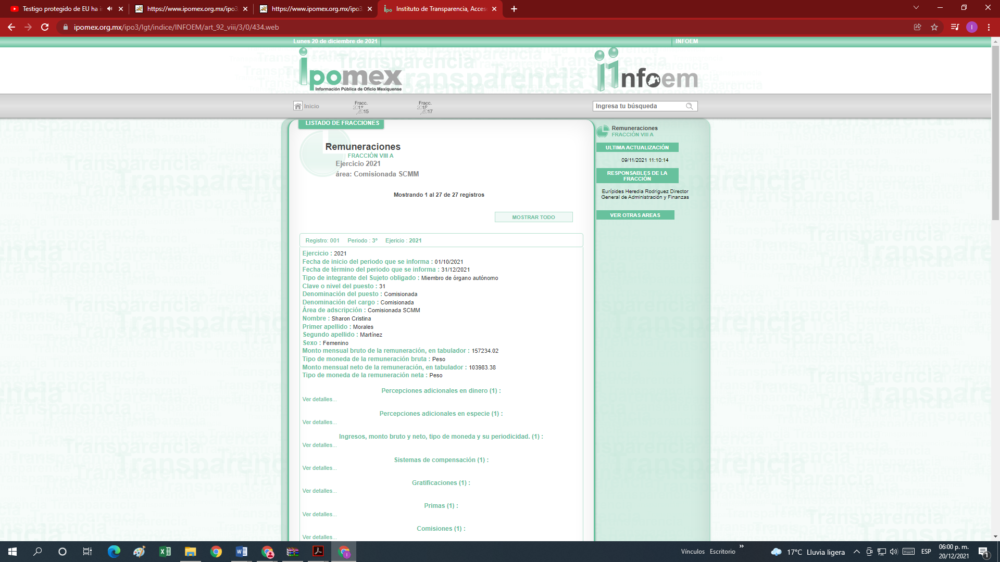 Testigo protegido de EU ha i
https://www.ipomex.org.mx/ipo3
https://www.ipomex.org.mx/ipo3
Instituto de Transparencia, Acces
ipomex.org.mx/ipo3/lgt/indice/INFOEM/art_92_viii/3/0/434.web
Lunes 20 de diciembre de 2021
INFOEM
ipomex
Información Pública de Oficio Mexiquense
infoem
Inicio
Fracc.
2015
Fracc.
2017
Ingresa tu búsqueda
LISTADO DE FRACCIONES
Remuneraciones
FRACCIÓN VIII A
Ejercicio 2021
área: Comisionada SCMM
Mostrando 1 al 27 de 27 registros
MOSTRAR TODO
Registro: 001 Periodo : 3º Ejericio : 2021
Ejercicio : 2021
Fecha de inicio del periodo que se informa : 01/10/2021
Fecha de término del periodo que se informa : 31/12/2021
Tipo de integrante del Sujeto obligado : Miembro de órgano autónomo
Clave o nivel del puesto : 31
Denominación del puesto : Comisionada
Denominación del cargo : Comisionada
Área de adscripción : Comisionada SCMM
Nombre : Sharon Cristina
Primer apellido : Morales
Segundo apellido : Martínez
Sexo : Femenino
Monto mensual bruto de la remuneración, en tabulador : 157234.02
Tipo de moneda de la remuneración bruta : Peso
Monto mensual neto de la remuneración, en tabulador : 103983.38
Tipo de moneda de la remuneración neta : Peso
Percepciones adicionales en dinero (1) :
Ver detalles...
Percepciones adicionales en especie (1) :
Ver detalles...
Ingresos, monto bruto y neto, tipo de moneda y su periodicidad. (1) :
Ver detalles...
Sistemas de compensación (1) :
Ver detalles...
Gratificaciones (1) :
Ver detalles...
Primas (1) :
Ver detalles...
Comisiones (1) :
Ver detalles...
Remuneraciones
FRACCIÓN VIII A
ULTIMA ACTUALIZACIÓN
09/11/2021 11:10:14
RESPONSABLES DE LA
FRACCIÓN
Eurípides Heredia Rodriguez Director
General de Administración y Finanzas
VER OTRAS AREAS
Vínculos
Escritorio
17°C Lluvia ligera
ESP
06:00 p. m.
20/12/2021
1